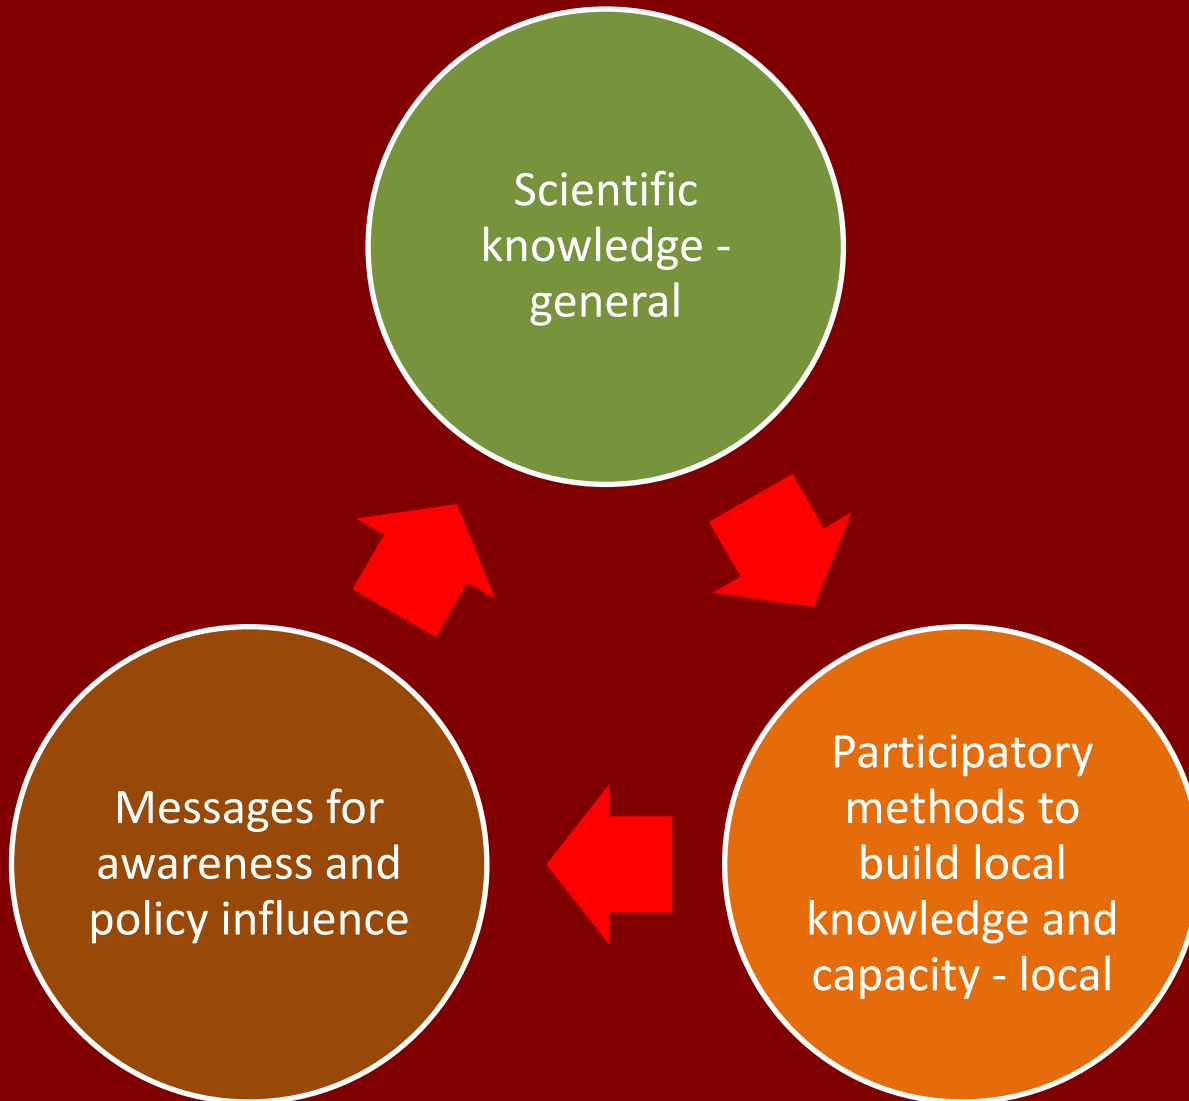 Scientific
knowledge -
general
Participatory
methods to
build local
knowledge and
capacity - local
Messages for
awareness and
policy influence